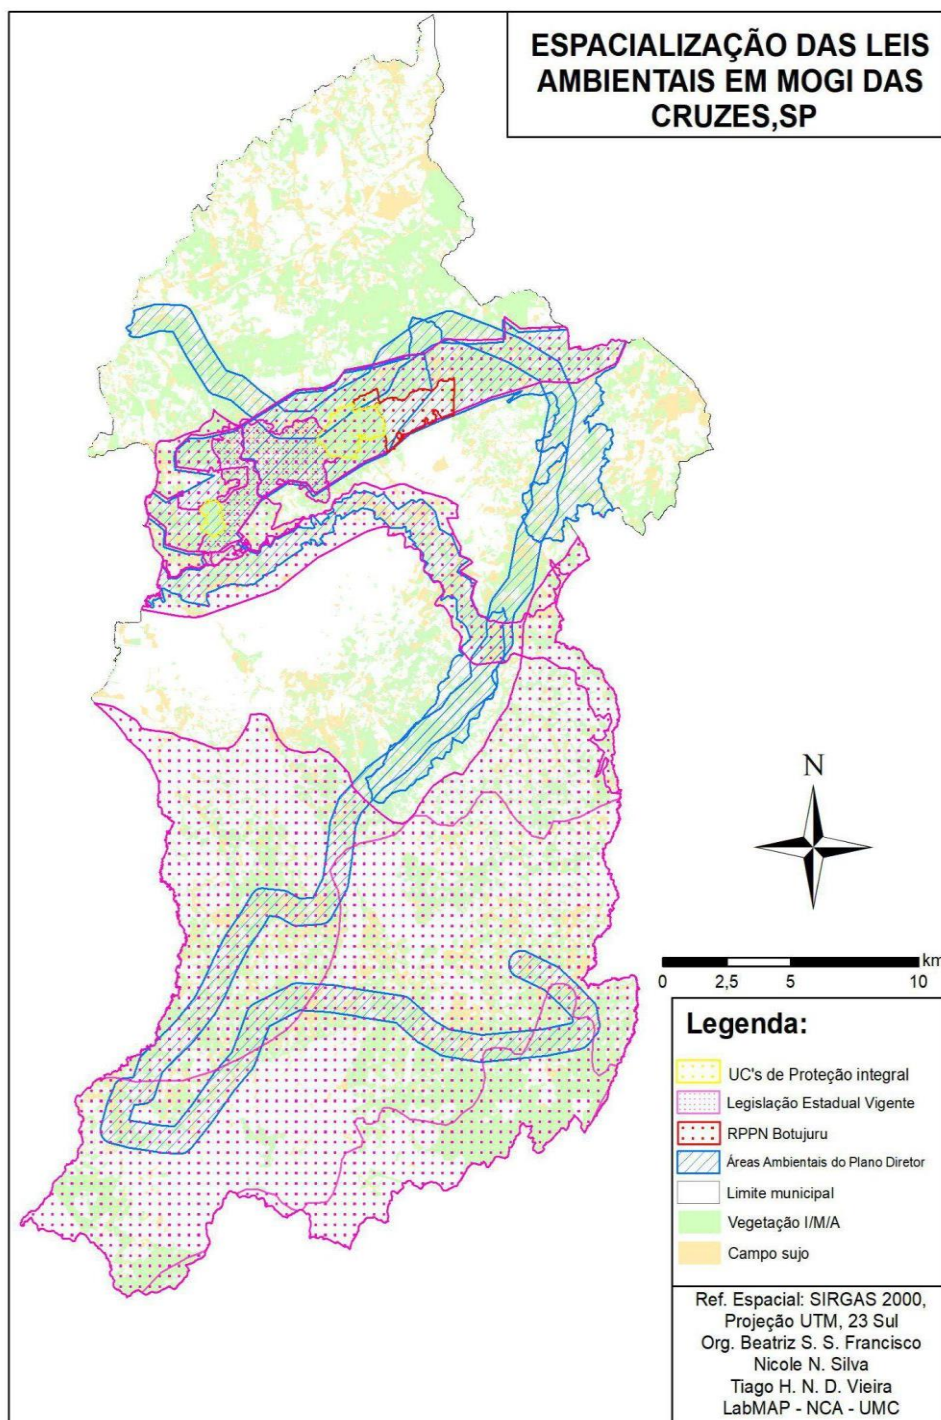 ESPACIALIZAÇÃO DAS LEIS
AMBIENTAIS EM MOGI DAS
CRUZES,SP
N
km
0 2,5 5 10
Legenda:
UC's de Proteção integral
Legislação Estadual Vigente
RPPN Botujuru
Áreas Ambientais do Plano Diretor
Limite municipal
Vegetação I/M/A
Campo sujo
Ref. Espacial: SIRGAS 2000,
Projeção UTM, 23 Sul
Org. Beatriz S. S. Francisco
Nicole N. Silva
Tiago H. N. D. Vieira
LabMAP - NCA - UMC